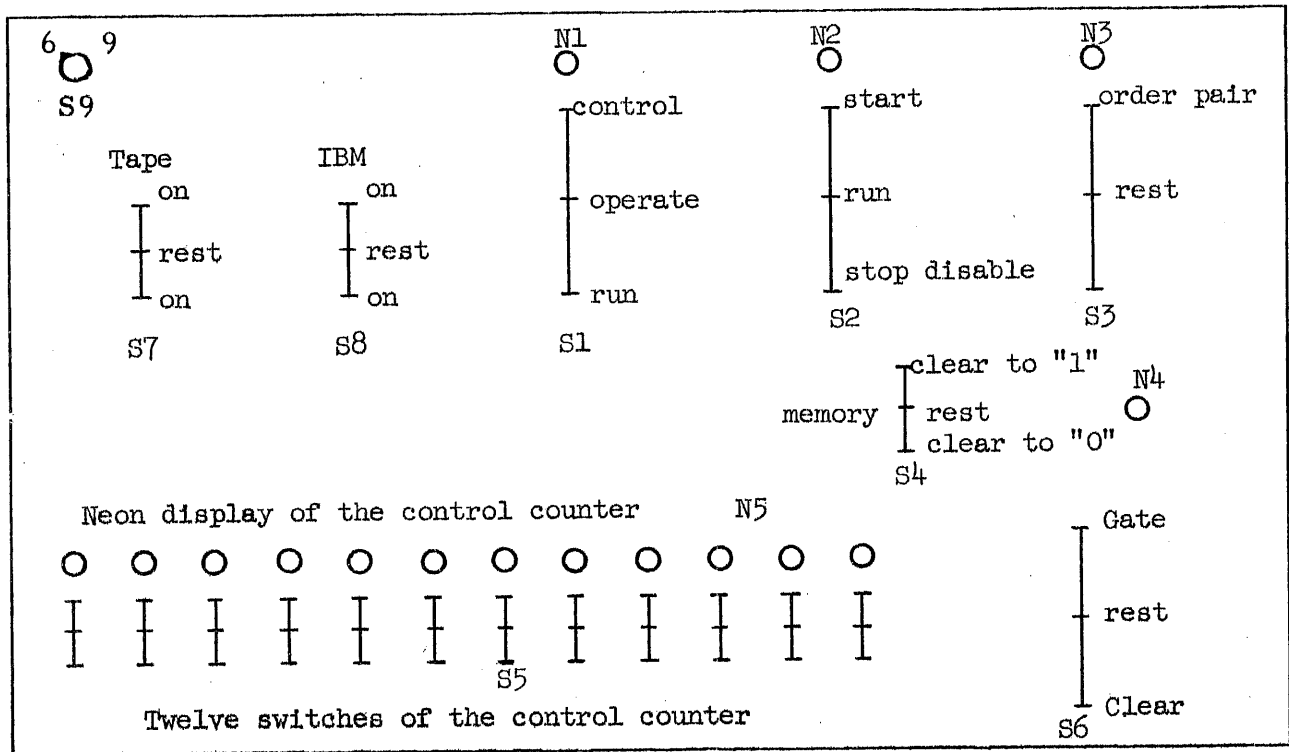 6 9
S9
N1
N2
N3
control
operate
run
S1
start
run
stop disable
S2
order pair
rest
S3
Tape
on
rest
on
S7
IBM
on
rest
on
S8
memory
clear to "1"
rest
clear to "0"
S4
N4
Neon display of the control counter N5
S5
Twelve switches of the control counter
Gate
rest
Clear
S6